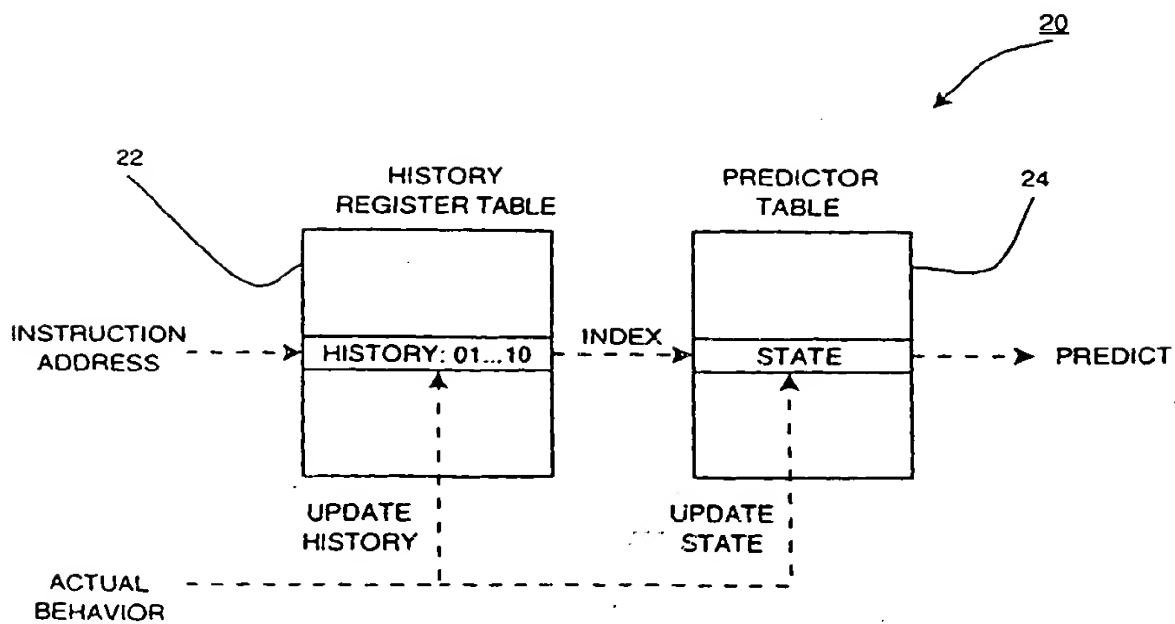 20
22
HISTORY
REGISTER TABLE
PREDICTOR
TABLE
24
INSTRUCTION
ADDRESS
HISTORY: 01...10
INDEX
STATE
PREDICT
UPDATE
HISTORY
UPDATE
STATE
ACTUAL
BEHAVIOR